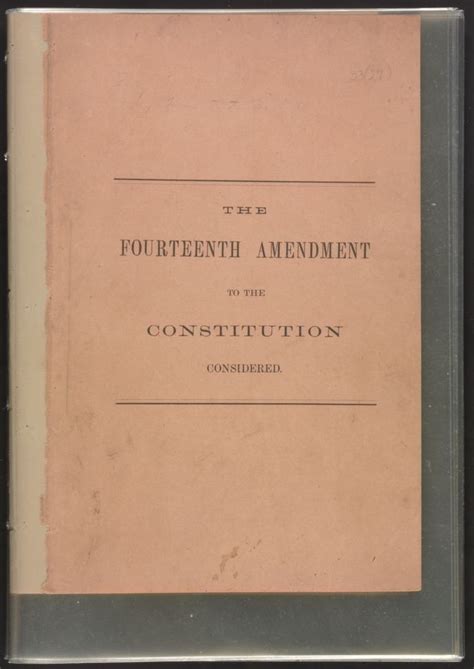 THE
FOURTEENTH AMENDMENT
TO THE
CONSTITUTION
CONSIDERED.